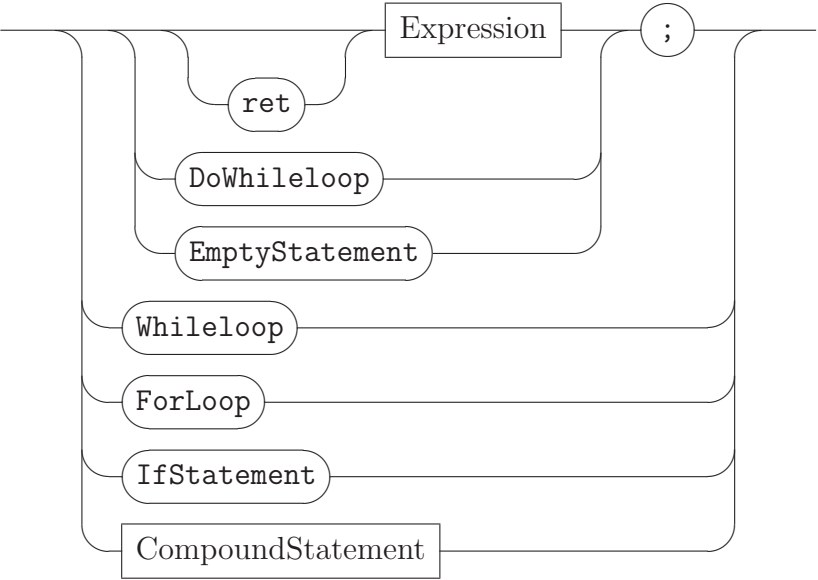 Expression ;
ret
DoWhileloop
EmptyStatement
Whileloop
ForLoop
IfStatement
CompoundStatement